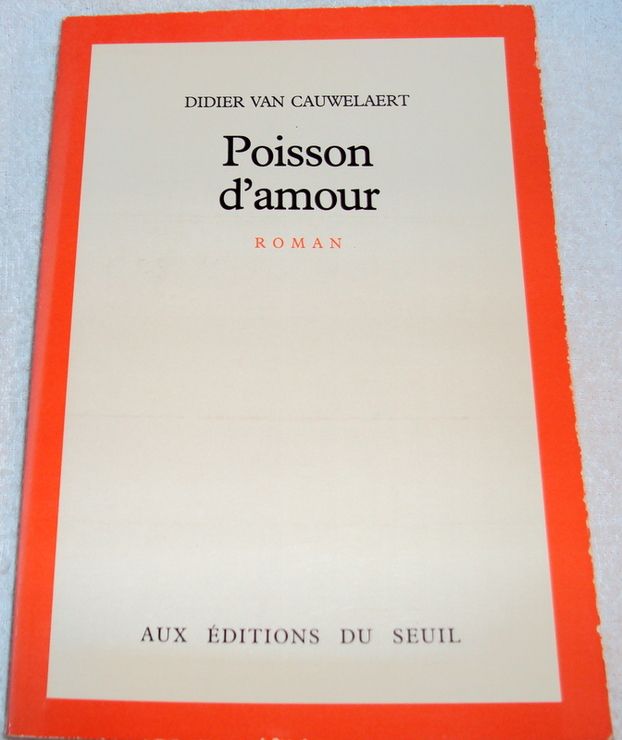 DIDIER VAN CAUWELAERT
Poisson
d'amour
ROMAN
AUX ÉDITIONS DU SEUIL